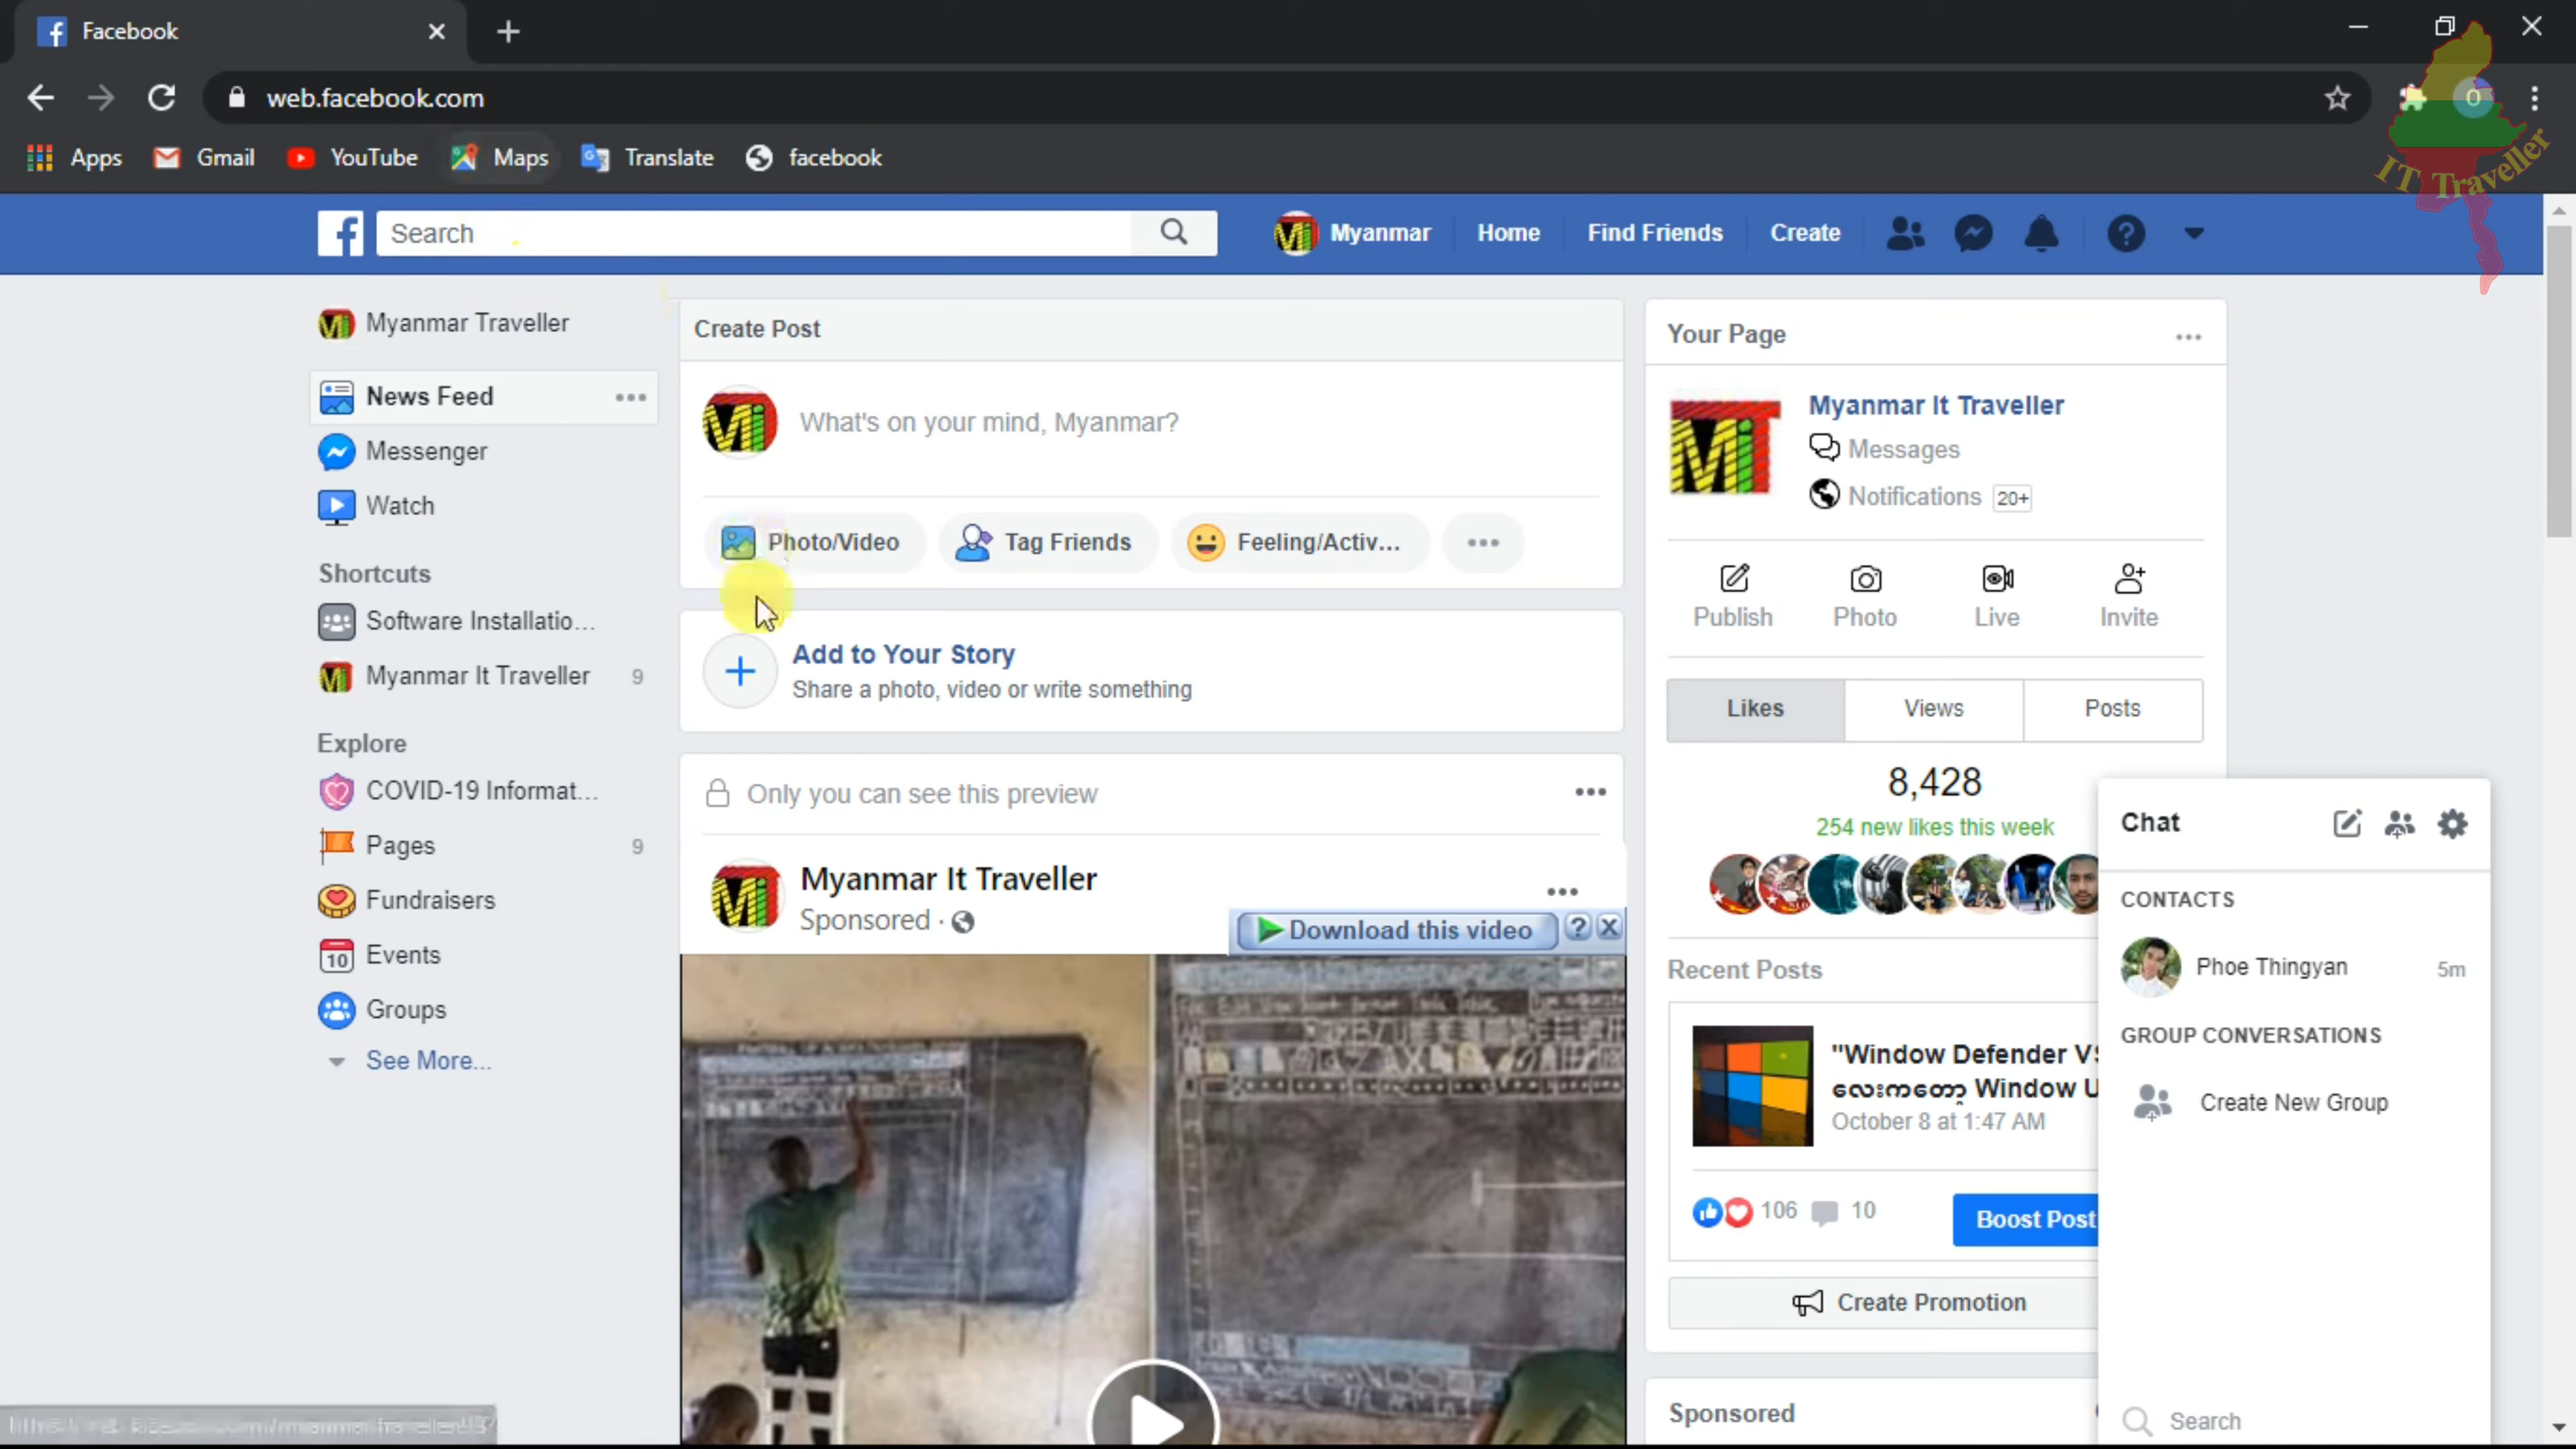 Facebook
web.facebook.com
Apps Gmail YouTube Maps Translate facebook
IT Traveller
Search
Myanmar Home Find Friends Create
Myanmar Traveller
News Feed
Messenger
Watch
Shortcuts
Software Installatio...
Myanmar It Traveller 9
Explore
COVID-19 Informat...
Pages 9
Fundraisers
10 Events
Groups
See More...
Create Post
What's on your mind, Myanmar?
Photo/Video Tag Friends Feeling/Activ...
Add to Your Story
Share a photo, video or write something
Only you can see this preview
Myanmar It Traveller
Sponsored ·
Download this video
Your Page
Myanmar It Traveller
Messages
Notifications 20+
Publish Photo Live Invite
Likes Views Posts
8,428
254 new likes this week
Recent Posts
"Window Defender VS
လေးကတော့ Window U
October 8 at 1:47 AM
106 10
Boost Post
Create Promotion
Sponsored
Chat
CONTACTS
Phoe Thingyan 5m
GROUP CONVERSATIONS
Create New Group
Search